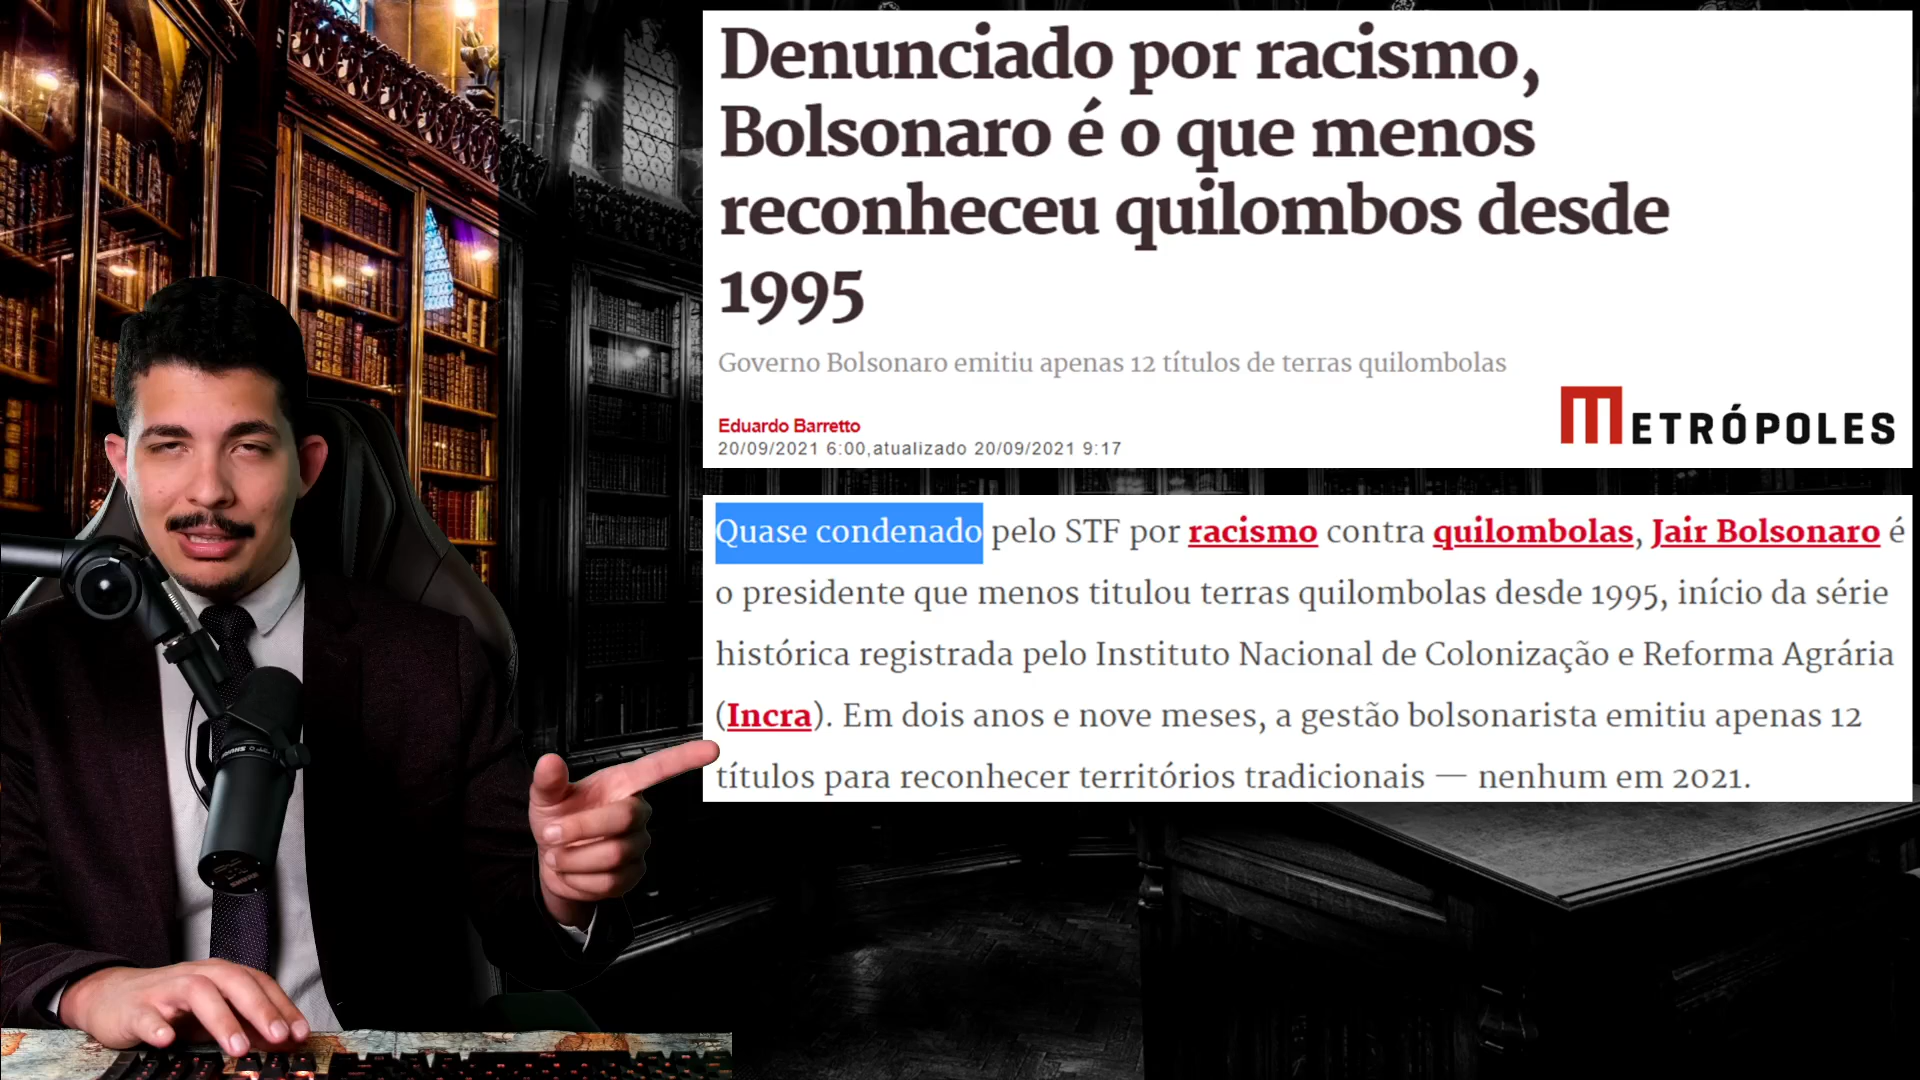 Denunciado por racismo,
Bolsonaro é o que menos
reconheceu quilombos desde
1995
Governo Bolsonaro emitiu apenas 12 títulos de terras quilombolas
Eduardo Barretto
20/09/2021 6:00,atualizado 20/09/2021 9:17
METRÓPOLES
Quase condenado pelo STF por racismo contra quilombolas, Jair Bolsonaro é
o presidente que menos titulou terras quilombolas desde 1995, início da série
histórica registrada pelo Instituto Nacional de Colonização e Reforma Agrária
(Incra). Em dois anos e nove meses, a gestão bolsonarista emitiu apenas 12
títulos para reconhecer territórios tradicionais — nenhum em 2021.